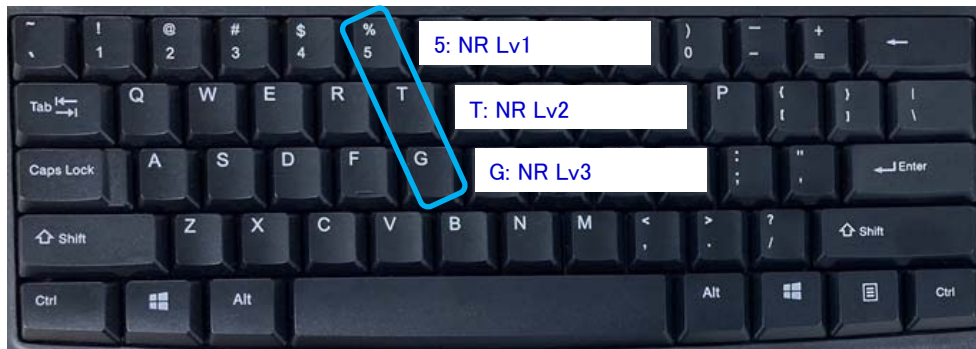 ~ ! @ # $ % ) — + ←
` 1 2 3 4 5 5: NR Lv1 0 – =
Tab Q W E R T T: NR Lv2 P { } |
[ ] \
Caps Lock A S D F G G: NR Lv3 : " Enter
; '
Shift Z X C V B N M < > ? Shift
, . /
Ctrl Alt Alt Ctrl